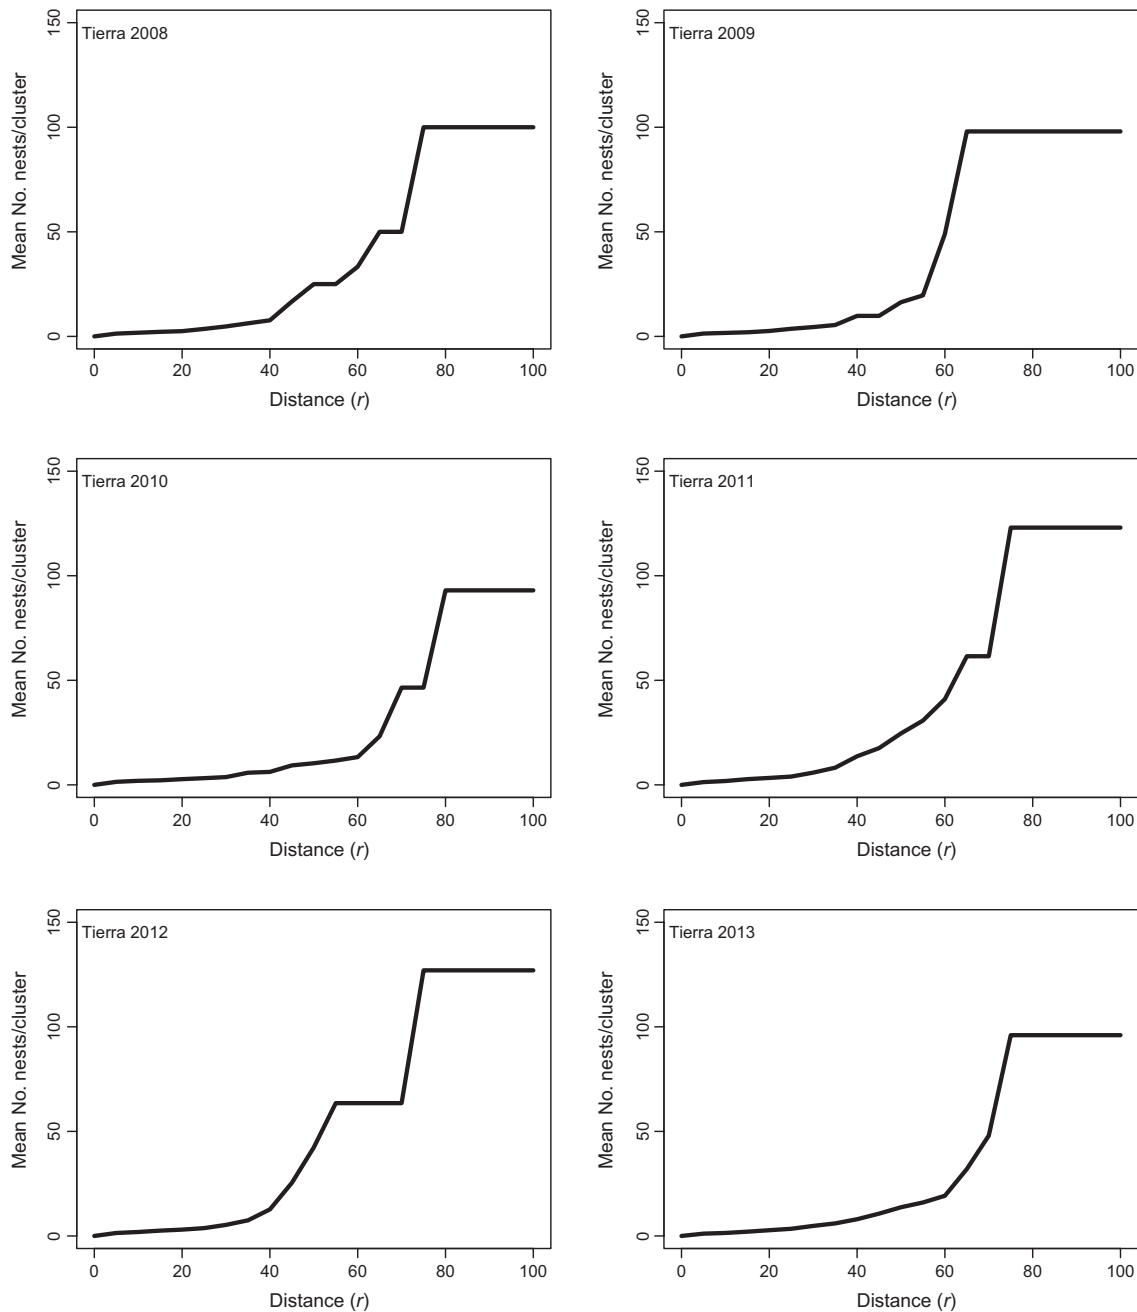 Tierra 2008
Mean No. nests/cluster
150
100
50
0
0 20 40 60 80 100
Distance (r)
Tierra 2009
Mean No. nests/cluster
150
100
50
0
0 20 40 60 80 100
Distance (r)
Tierra 2010
Mean No. nests/cluster
150
100
50
0
0 20 40 60 80 100
Distance (r)
Tierra 2011
Mean No. nests/cluster
150
100
50
0
0 20 40 60 80 100
Distance (r)
Tierra 2012
Mean No. nests/cluster
150
100
50
0
0 20 40 60 80 100
Distance (r)
Tierra 2013
Mean No. nests/cluster
150
100
50
0
0 20 40 60 80 100
Distance (r)